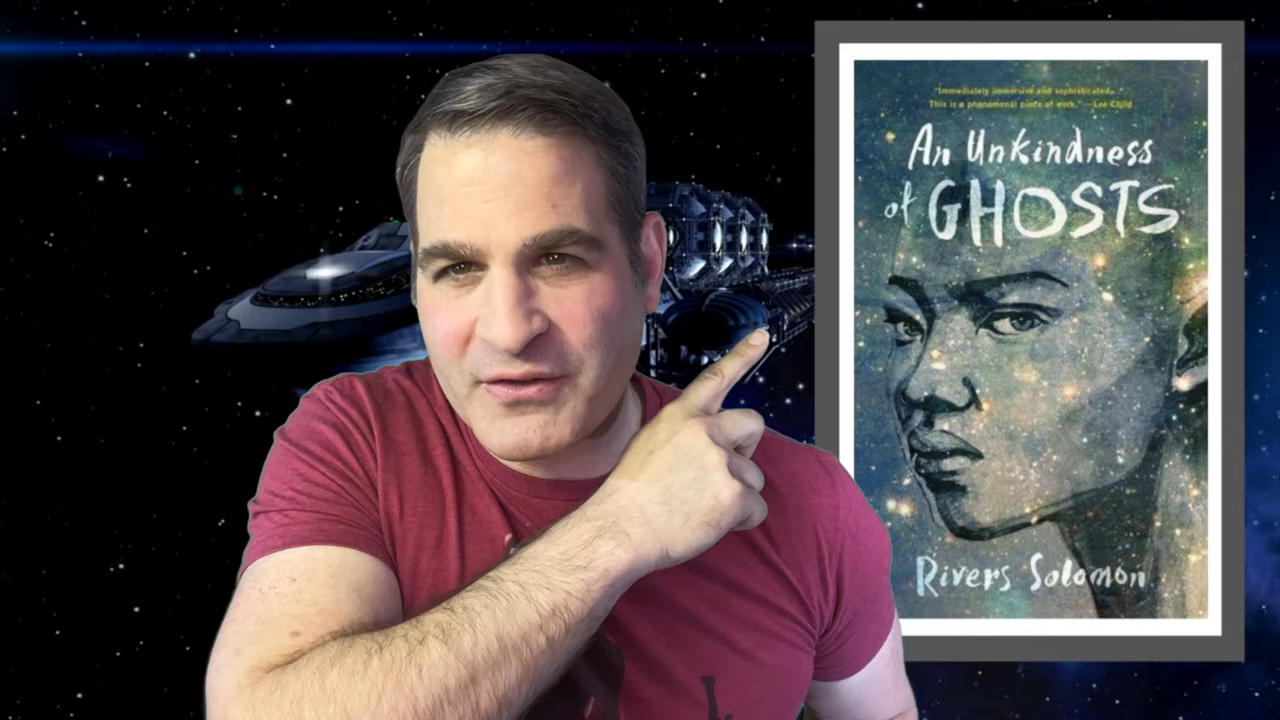 "Immediately immersive and sophisticated. "
This is a phenomenal piece of work." —Lee Child
An Unkindness
of GHOSTS
Rivers Solomon